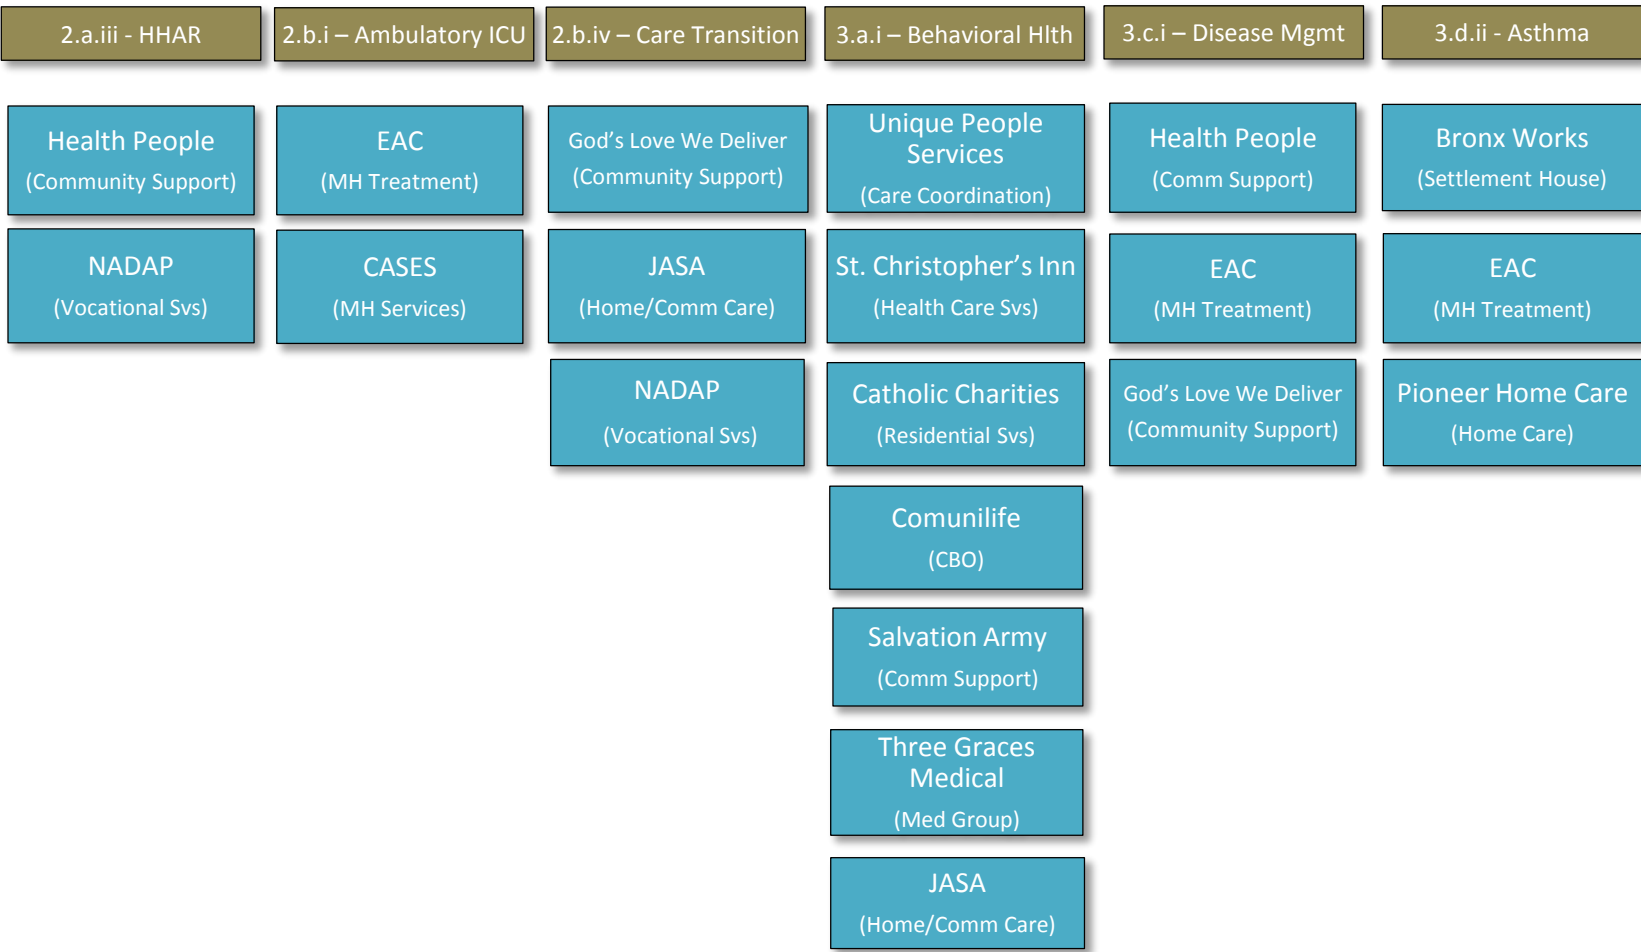 2.a.iii - HHAR
2.b.i – Ambulatory ICU
2.b.iv – Care Transition
3.a.i – Behavioral Hlth
3.c.i – Disease Mgmt
3.d.ii - Asthma
Health People
(Community Support)
NADAP
(Vocational Svs)
EAC
(MH Treatment)
CASES
(MH Services)
God's Love We Deliver
(Community Support)
JASA
(Home/Comm Care)
NADAP
(Vocational Svs)
Unique People
Services
(Care Coordination)
St. Christopher's Inn
(Health Care Svs)
Catholic Charities
(Residential Svs)
Comunilife
(CBO)
Salvation Army
(Comm Support)
Three Graces
Medical
(Med Group)
JASA
(Home/Comm Care)
Health People
(Comm Support)
EAC
(MH Treatment)
God's Love We Deliver
(Community Support)
Bronx Works
(Settlement House)
EAC
(MH Treatment)
Pioneer Home Care
(Home Care)